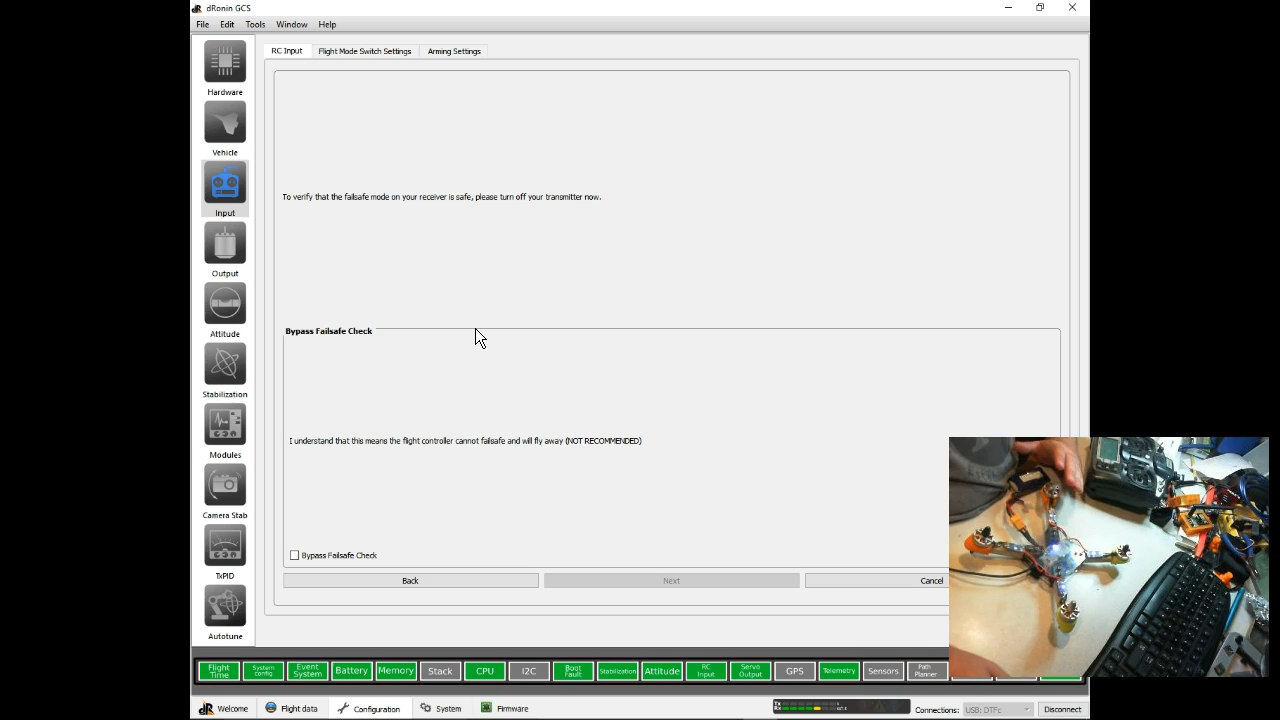 dRonin GCS
File Edit Tools Window Help
RC Input Flight Mode Switch Settings Arming Settings
Hardware
Vehicle
Input
Output
Attitude
Stabilization
Modules
Camera Stab
TxPID
Autotune
To verify that the failsafe mode on your receiver is safe, please turn off your transmitter now.
Bypass Failsafe Check
I understand that this means the flight controller cannot failsafe and will fly away (NOT RECOMMENDED)
Bypass Failsafe Check
Back Next Cancel
Flight Time System config Event System Battery Memory Stack CPU I2C Boot Fault Stabilization Attitude RC Input Servo Output GPS Telemetry Sensors Path Planner
dR Welcome Flight data Configuration System Firmware Tx Rx Connections: USB: DTFc Disconnect